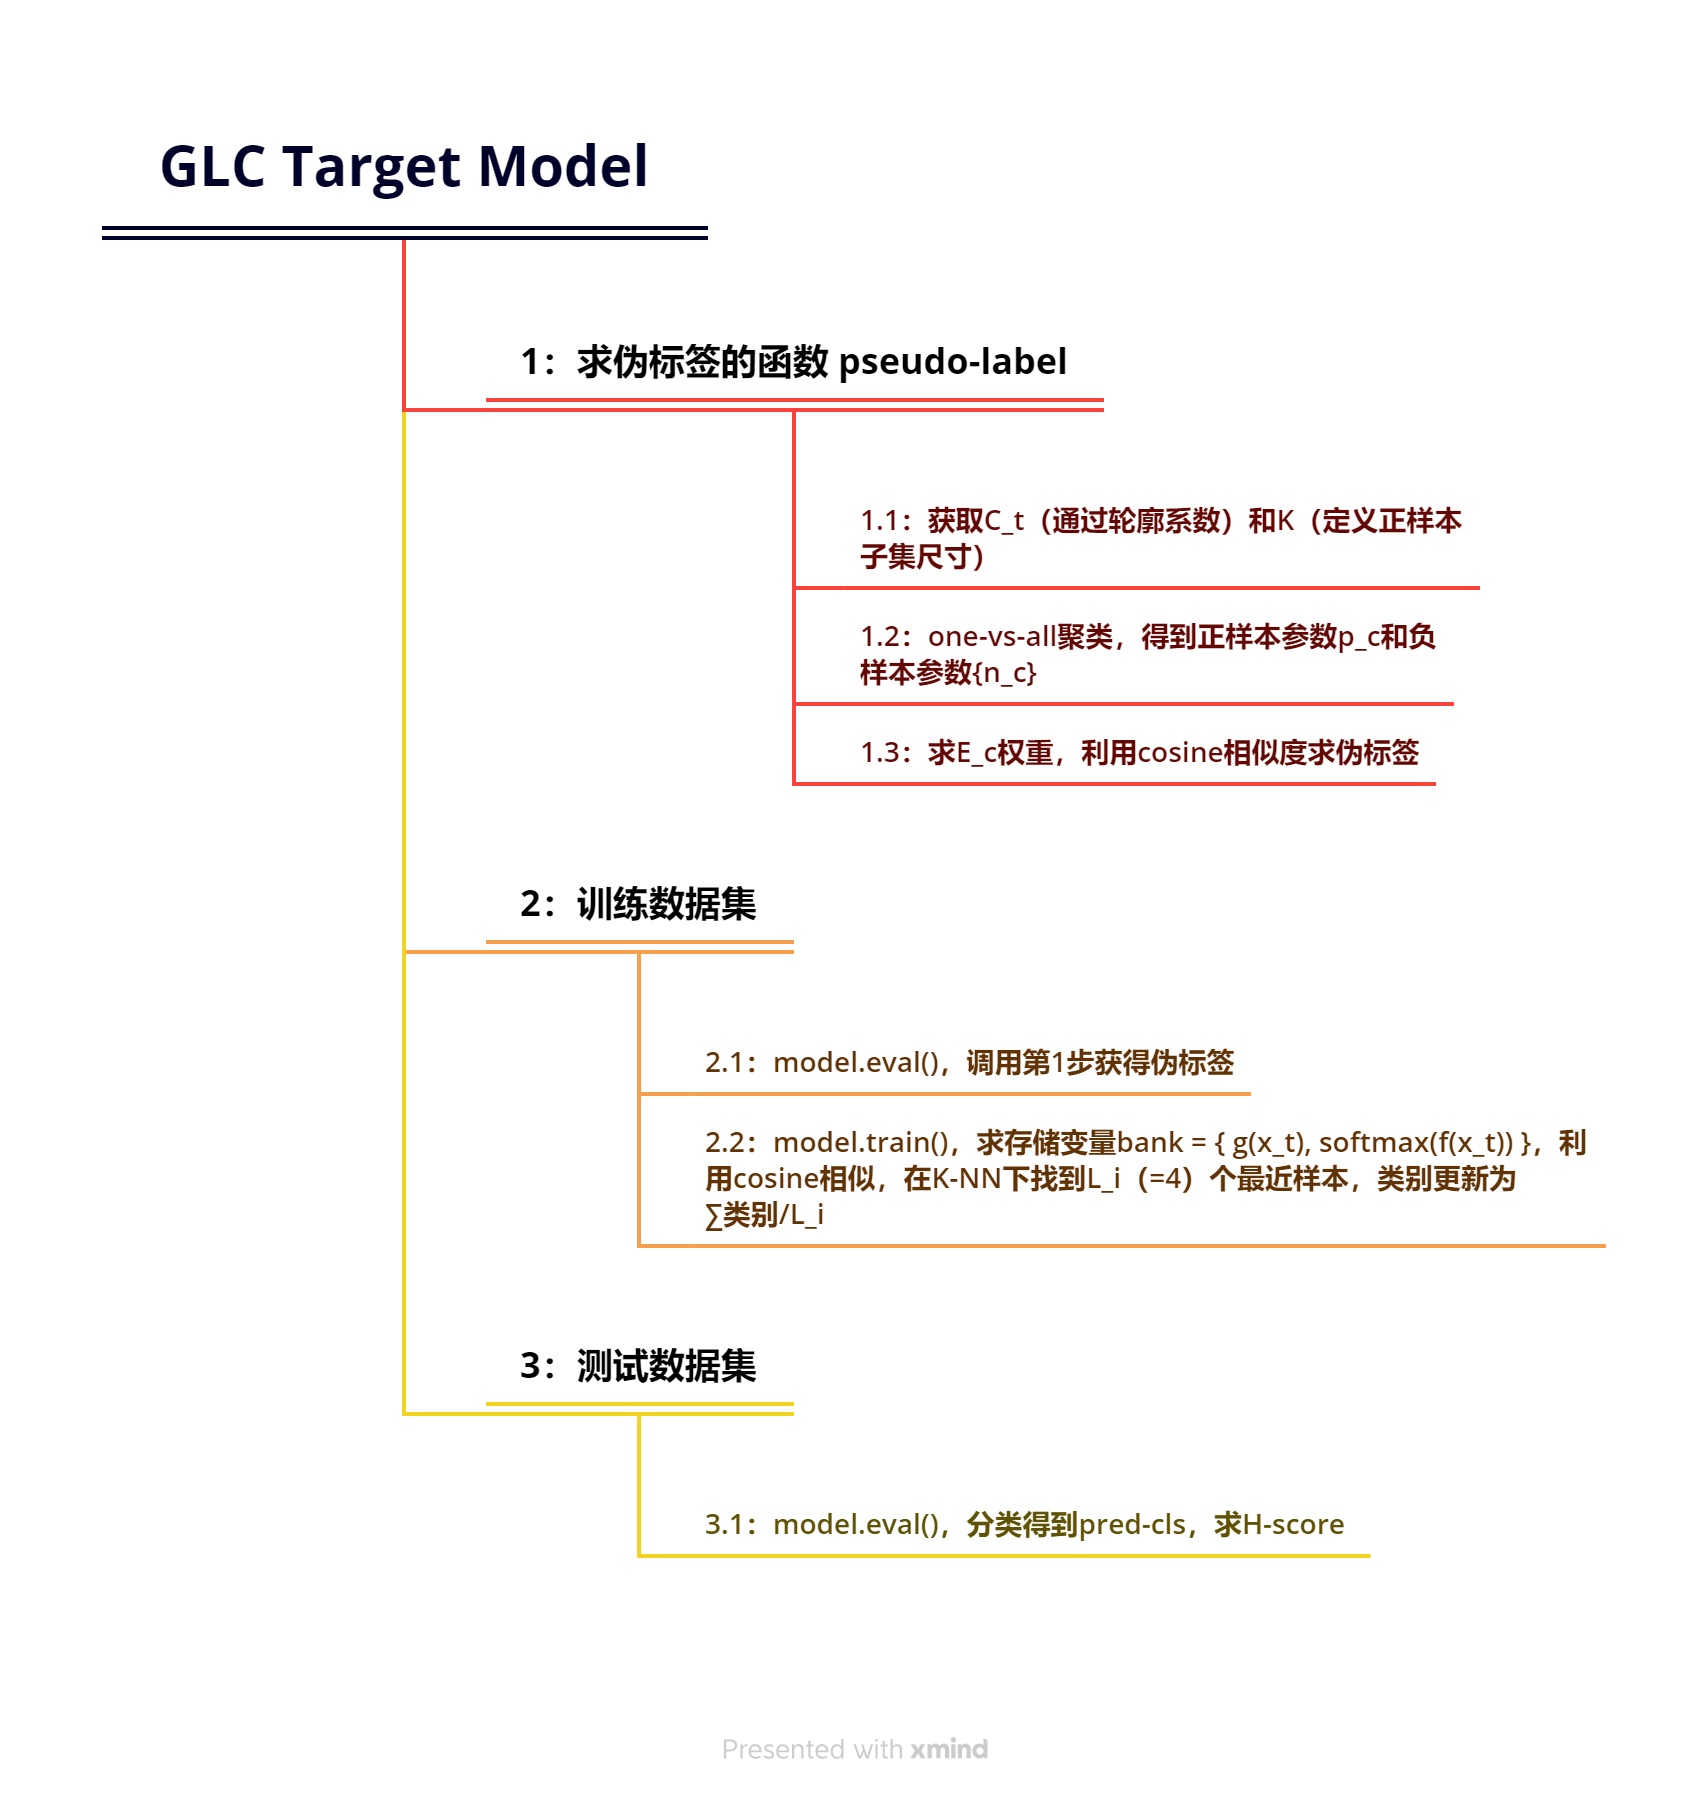 GLC Target Model
1：求伪标签的函数 pseudo-label
1.1：获取C_t（通过轮廓系数）和K（定义正样本
子集尺寸）
1.2：one-vs-all聚类，得到正样本参数p_c和负
样本参数{n_c}
1.3：求E_c权重，利用cosine相似度求伪标签
2：训练数据集
2.1：model.eval()，调用第1步获得伪标签
2.2：model.train()，求存储变量bank = { g(x_t), softmax(f(x_t)) }，利
用cosine相似，在K-NN下找到L_i（=4）个最近样本，类别更新为
∑类别/L_i
3：测试数据集
3.1：model.eval()，分类得到pred-cls，求H-score
Presented with xmind